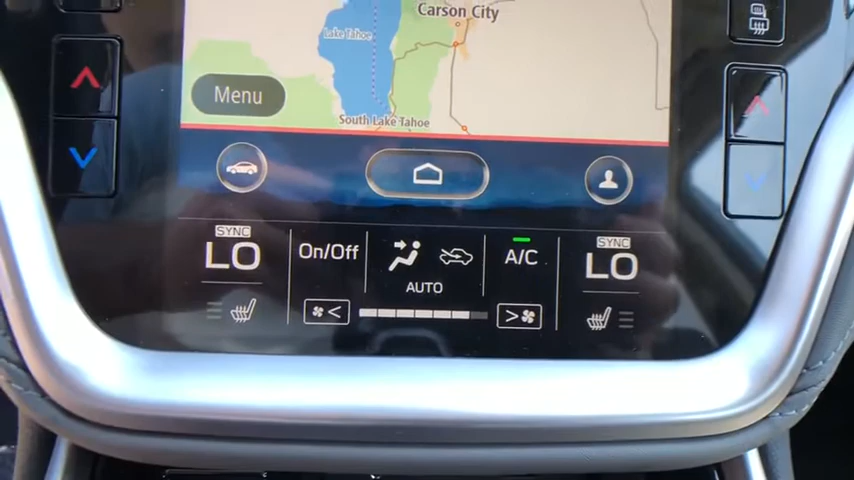 Carson City
Lake Tahoe
Menu
South Lake Tahoe
SYNC
LO
On/Off
AUTO
A/C
SYNC
LO
<
>